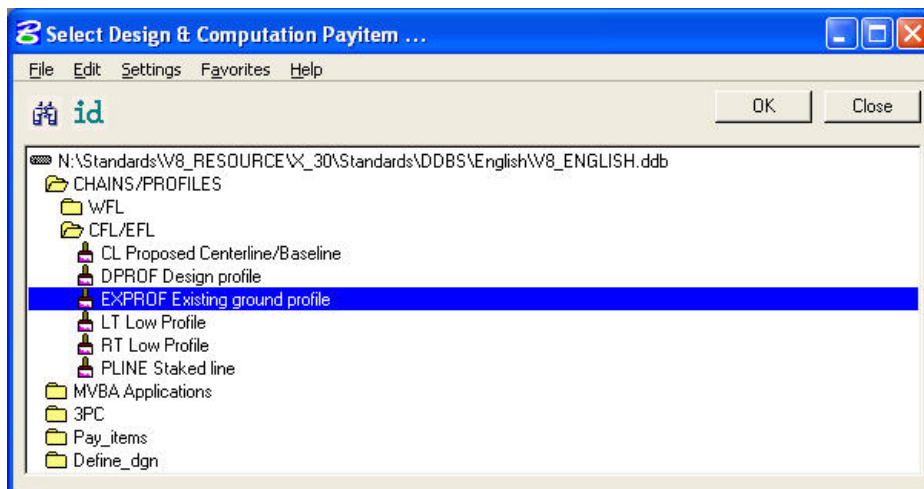 Select Design & Computation Payitem ...
File Edit Settings Favorites Help
id OK Close
N:\Standards\V8_RESOURCE\X_30\Standards\DDBS\English\V8_ENGLISH.ddb
CHAINS/PROFILES
WFL
CFL/EFL
CL Proposed Centerline/Baseline
DPROF Design profile
EXPROF Existing ground profile
LT Low Profile
RT Low Profile
PLINE Staked line
MVBA Applications
3PC
Pay_items
Define_dgn